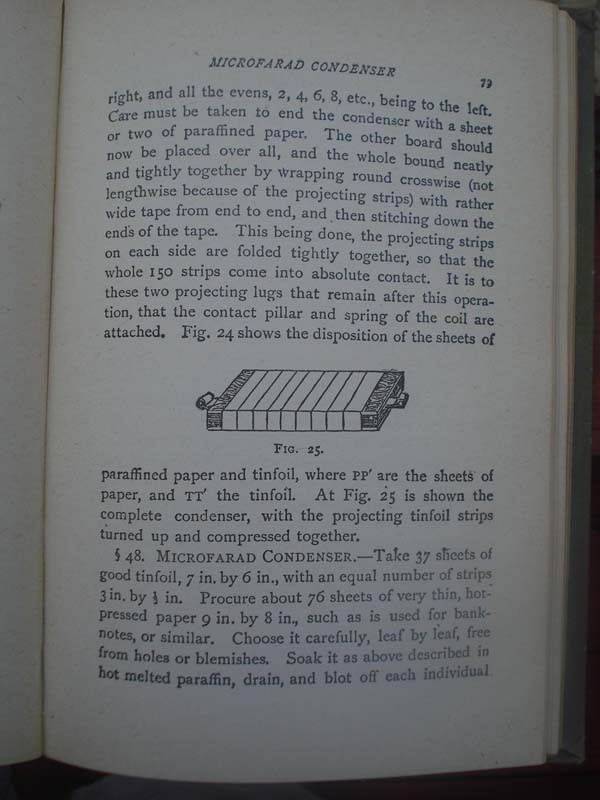 MICROFARAD CONDENSER
79
right, and all the evens, 2, 4, 6, 8, etc., being to the left.
Care must be taken to end the condenser with a sheet
or two of paraffined paper. The other board should
now be placed over all, and the whole bound neatly
and tightly together by wrapping round crosswise (not
lengthwise because of the projecting strips) with rather
wide tape from end to end, and then stitching down the
ends of the tape. This being done, the projecting strips
on each side are folded tightly together, so that the
whole 150 strips come into absolute contact. It is to
these two projecting lugs that remain after this opera-
tion, that the contact pillar and spring of the coil are
attached. Fig. 24 shows the disposition of the sheets of
FIG. 25.
paraffined paper and tinfoil, where PP′ are the sheets of
paper, and TT′ the tinfoil. At Fig. 25 is shown the
complete condenser, with the projecting tinfoil strips
turned up and compressed together.
§ 48. MICROFARAD CONDENSER.—Take 37 sheets of
good tinfoil, 7 in. by 6 in., with an equal number of strips
3 in. by in. Procure about 76 sheets of very thin, hot-
pressed paper 9 in. by 8 in., such as is used for bank-
notes, or similar. Choose it carefully, leaf by leaf, free
from holes or blemishes. Soak it as above described in
hot melted paraffin, drain, and blot off each individual